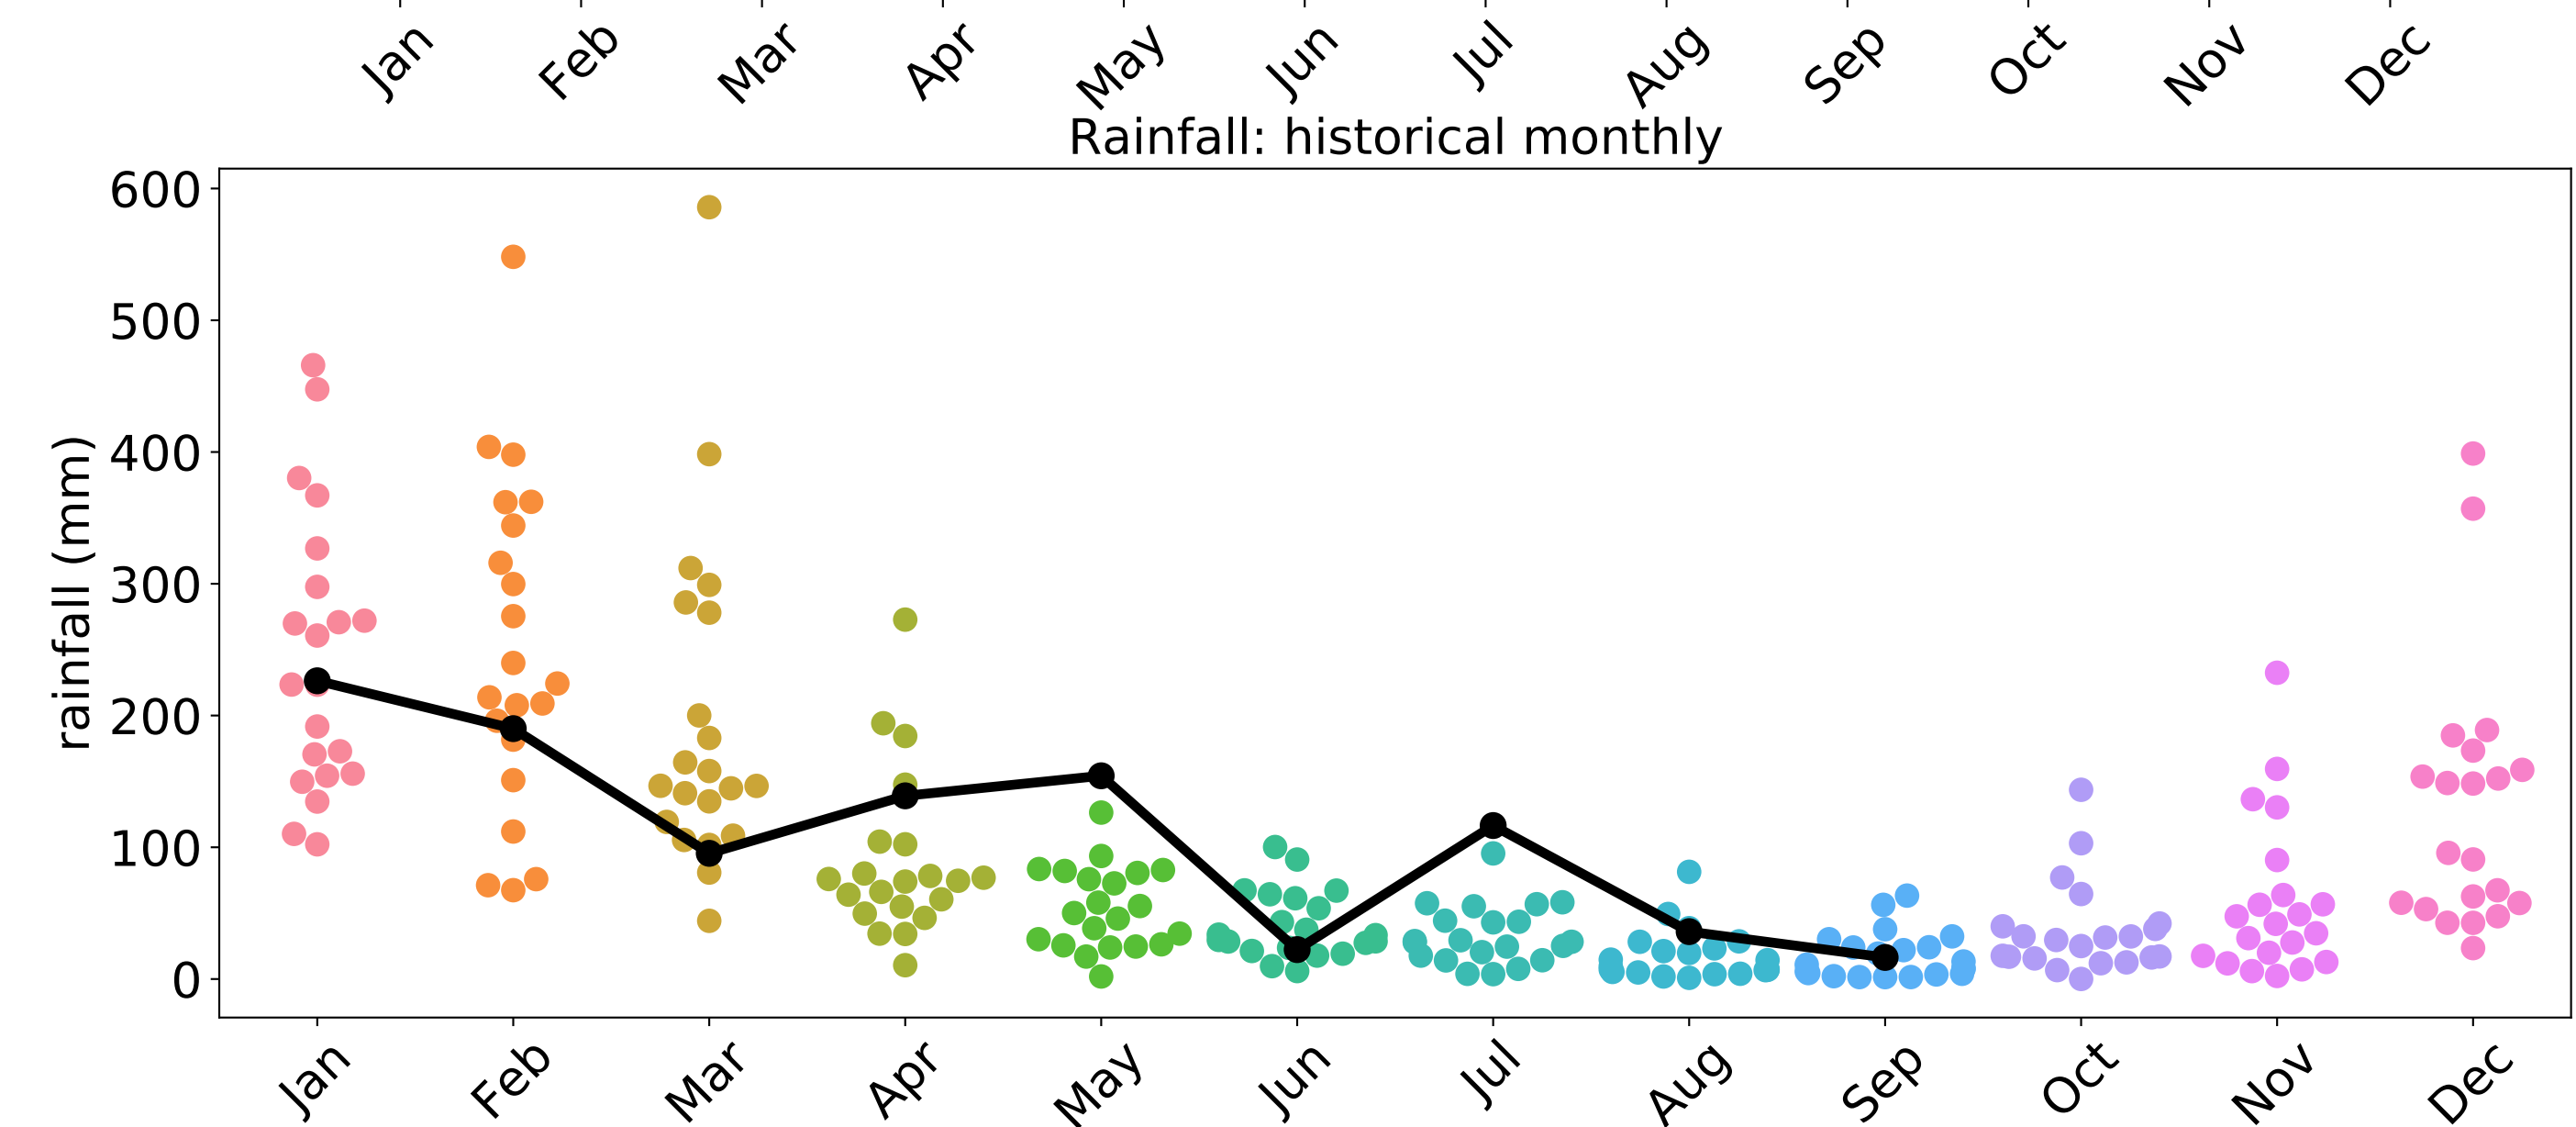 Jan Feb Mar Apr May Jun Jul Aug Sep Oct Nov Dec
Rainfall: historical monthly
rainfall (mm)
600
500
400
300
200
100
0
Jan Feb Mar Apr May Jun Jul Aug Sep Oct Nov Dec